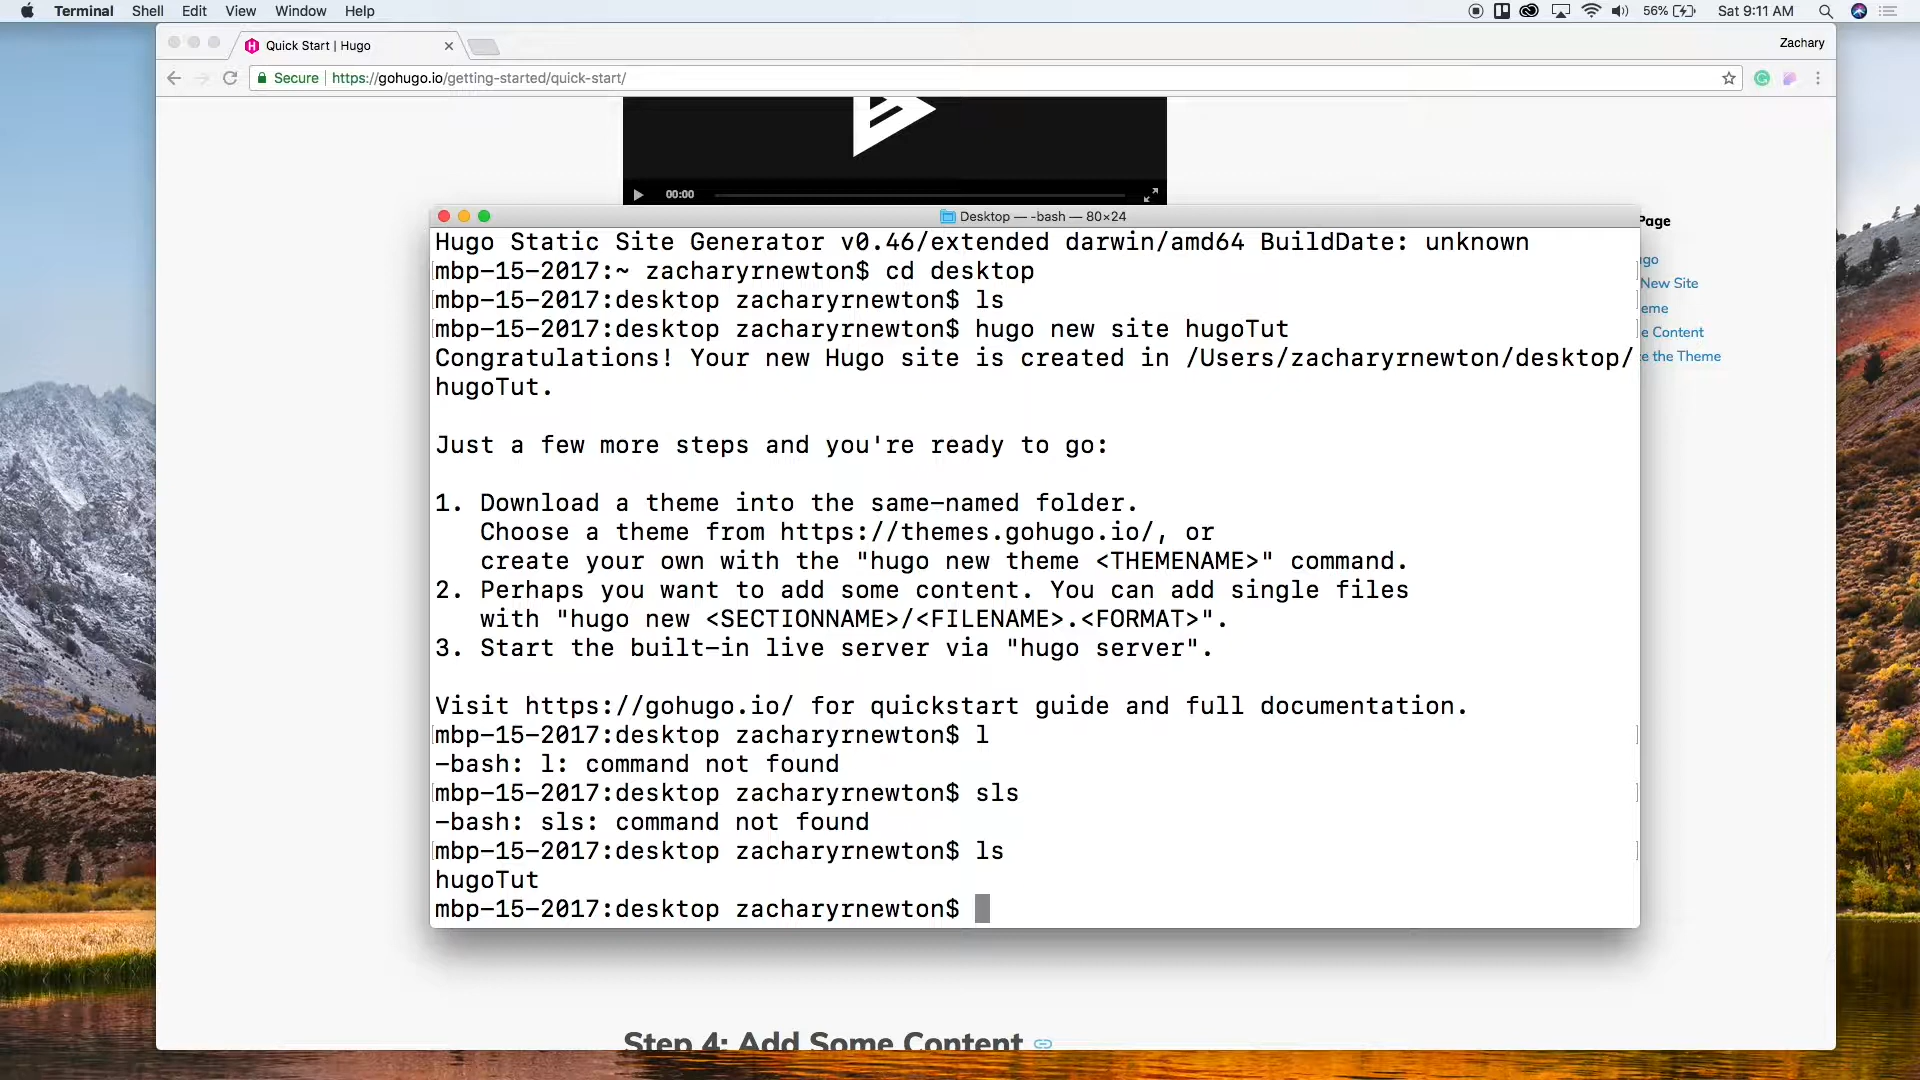 Terminal Shell Edit View Window Help
56% Sat 9:11 AM
Quick Start | Hugo
Zachary
Secure https://gohugo.io/getting-started/quick-start/
00:00
Desktop — -bash — 80×24
Page
Hugo Static Site Generator v0.46/extended darwin/amd64 BuildDate: unknown
mbp-15-2017:~ zacharyrnewton$ cd desktop
mbp-15-2017:desktop zacharyrnewton$ ls
mbp-15-2017:desktop zacharyrnewton$ hugo new site hugoTut
Congratulations! Your new Hugo site is created in /Users/zacharyrnewton/desktop/
hugoTut.
Just a few more steps and you're ready to go:
1. Download a theme into the same-named folder.
Choose a theme from https://themes.gohugo.io/, or
create your own with the "hugo new theme <THEMENAME>" command.
2. Perhaps you want to add some content. You can add single files
with "hugo new <SECTIONNAME>/<FILENAME>.<FORMAT>".
3. Start the built-in live server via "hugo server".
Visit https://gohugo.io/ for quickstart guide and full documentation.
mbp-15-2017:desktop zacharyrnewton$ l
-bash: l: command not found
mbp-15-2017:desktop zacharyrnewton$ sls
-bash: sls: command not found
mbp-15-2017:desktop zacharyrnewton$ ls
hugoTut
mbp-15-2017:desktop zacharyrnewton$
ugo
New Site
eme
e Content
ze the Theme
Step 4: Add Some Content